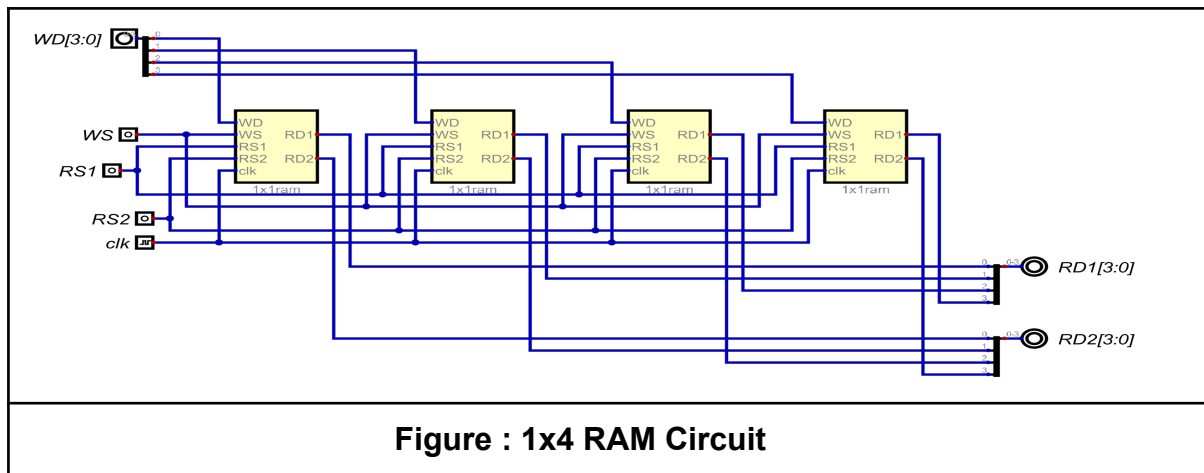 WD[3:0]
0
1
2
3
WD
WS
RS1
RS2
clk
RD1
RD2
1x1ram
WD
WS
RS1
RS2
clk
RD1
RD2
1x1ram
WD
WS
RS1
RS2
clk
RD1
RD2
1x1ram
WD
WS
RS1
RS2
clk
RD1
RD2
1x1ram
WS
RS1
RS2
clk
0
1
2
3
0-3
RD1[3:0]
0
1
2
3
0-3
RD2[3:0]
Figure : 1x4 RAM Circuit